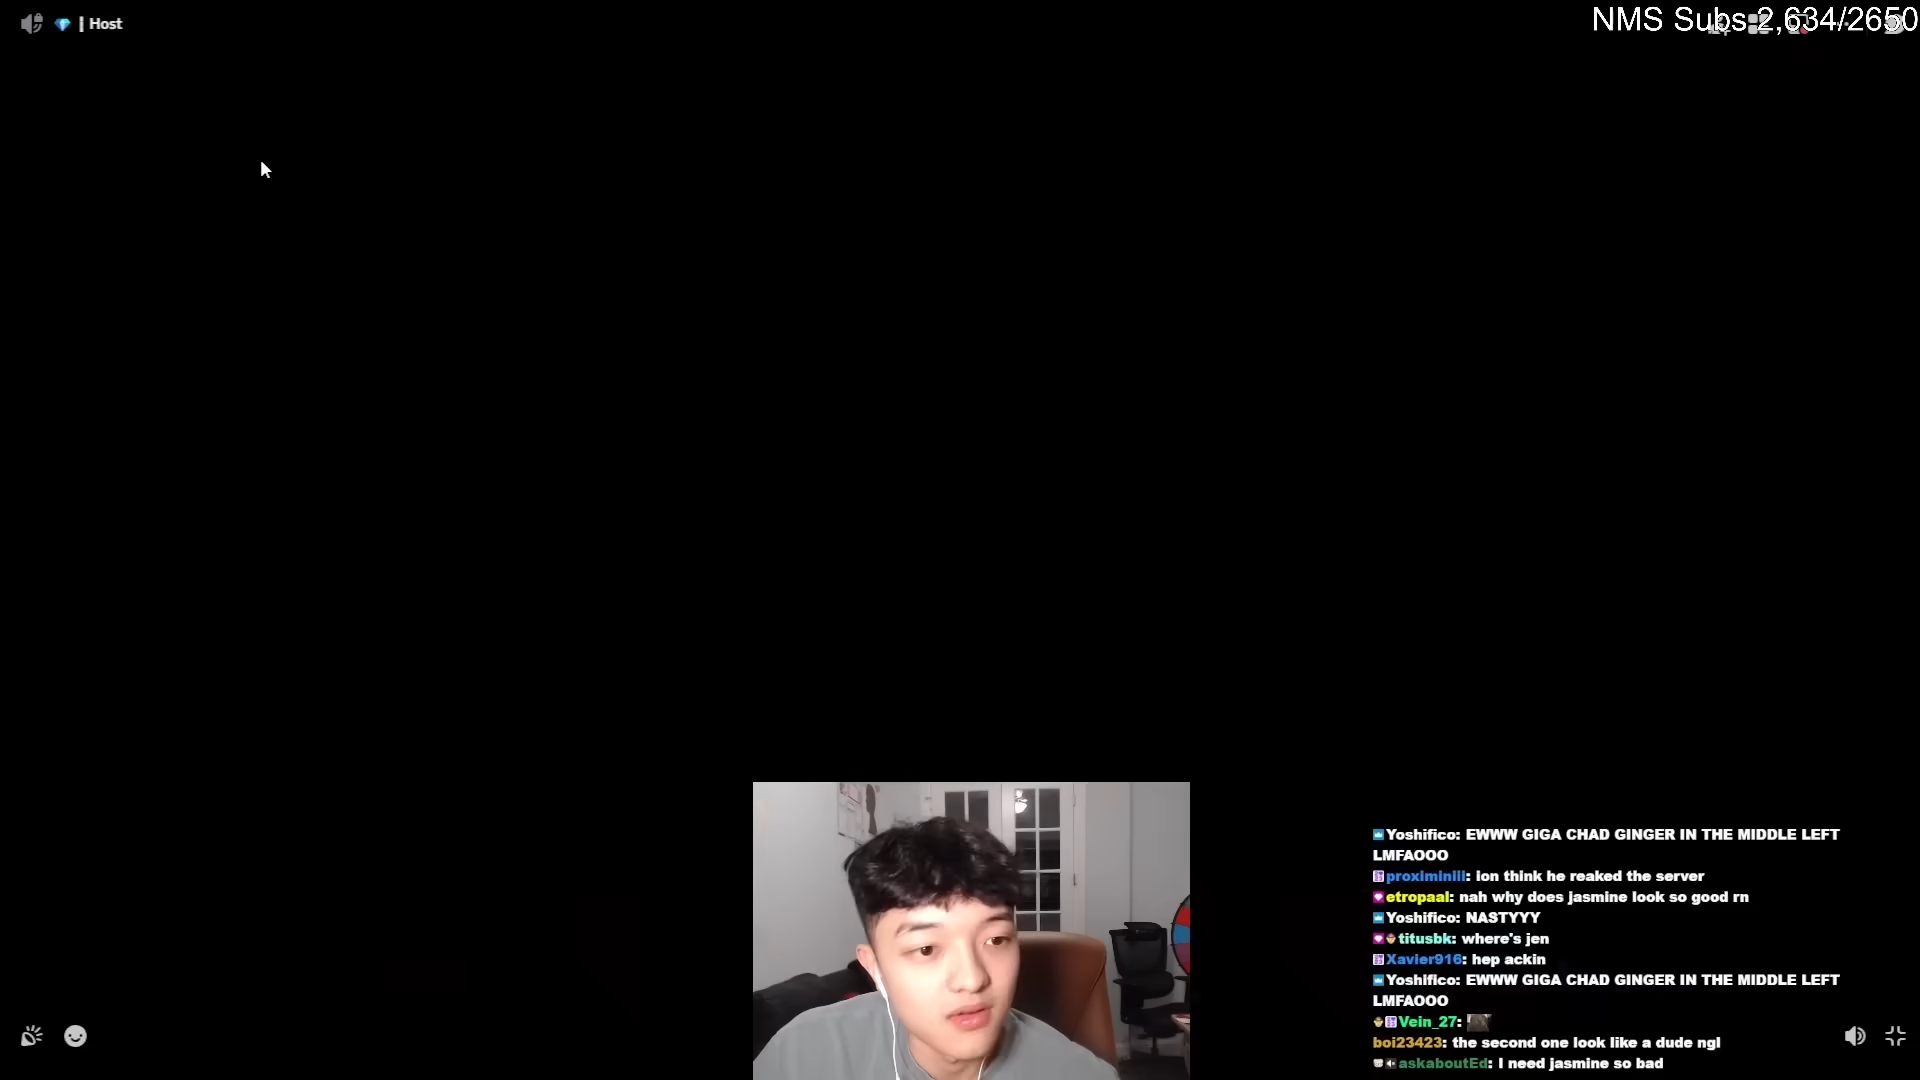 | Host
NMS Subs 2,634/2650
Yoshifico: EWWW GIGA CHAD GINGER IN THE MIDDLE LEFT
LMFAOOO
proximiniii: ion think he reaked the server
etropaal: nah why does jasmine look so good rn
Yoshifico: NASTYYY
titusbk: where's jen
Xavier916: hep ackin
Yoshifico: EWWW GIGA CHAD GINGER IN THE MIDDLE LEFT
LMFAOOO
Vein_27:
boi23423: the second one look like a dude ngl
askaboutEd: I need jasmine so bad